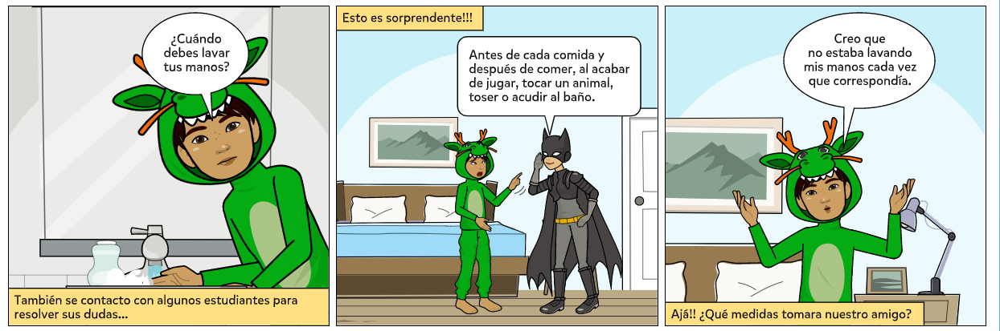 ¿Cuándo
debes lavar
tus manos?
También se contacto con algunos estudiantes para
resolver sus dudas...
Esto es sorprendente!!!
Antes de cada comida y
después de comer, al acabar
de jugar, tocar un animal,
toser o acudir al baño.
Creo que
no estaba lavando
mis manos cada vez
que correspondía.
Ajá!! ¿Qué medidas tomara nuestro amigo?